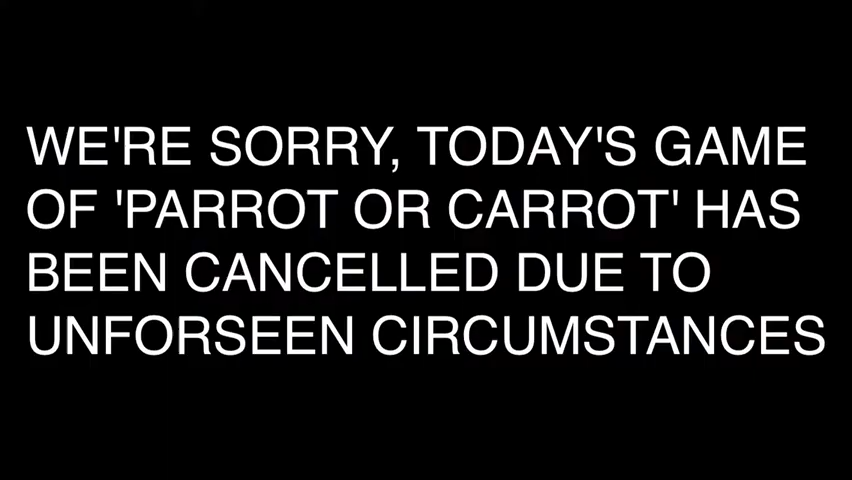 WE'RE SORRY, TODAY'S GAME
OF 'PARROT OR CARROT' HAS
BEEN CANCELLED DUE TO
UNFORSEEN CIRCUMSTANCES